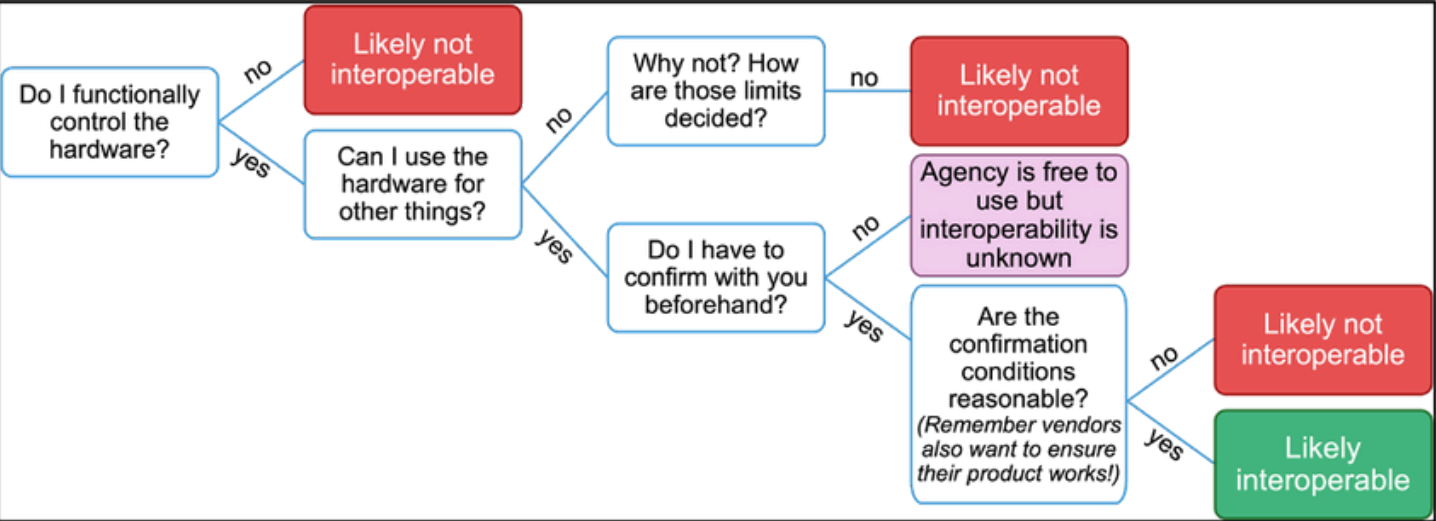 Do I functionally
control the
hardware?
no
yes
Likely not
interoperable
Can I use the
hardware for
other things?
no
yes
Why not? How
are those limits
decided?
no
Likely not
interoperable
Do I have to
confirm with you
beforehand?
no
yes
Agency is free to
use but
interoperability is
unknown
Are the
confirmation
conditions
reasonable?
(Remember vendors
also want to ensure
their product works!)
no
yes
Likely not
interoperable
Likely
interoperable